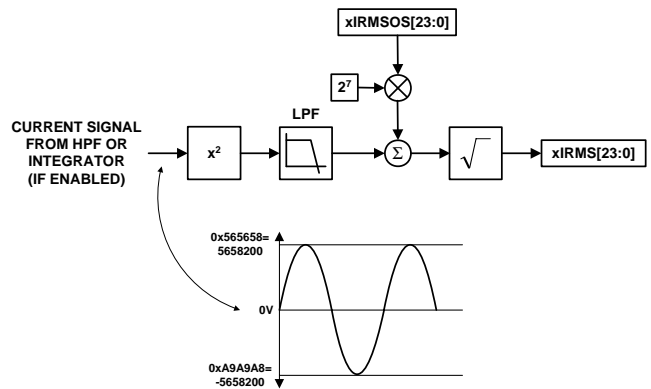 xIRMSOS[23:0]
2⁷
LPF
CURRENT SIGNAL
FROM HPF OR
INTEGRATOR
(IF ENABLED)
x²
Σ
√
xIRMS[23:0]
0x565658=
5658200
0V
0xA9A9A8=
-5658200